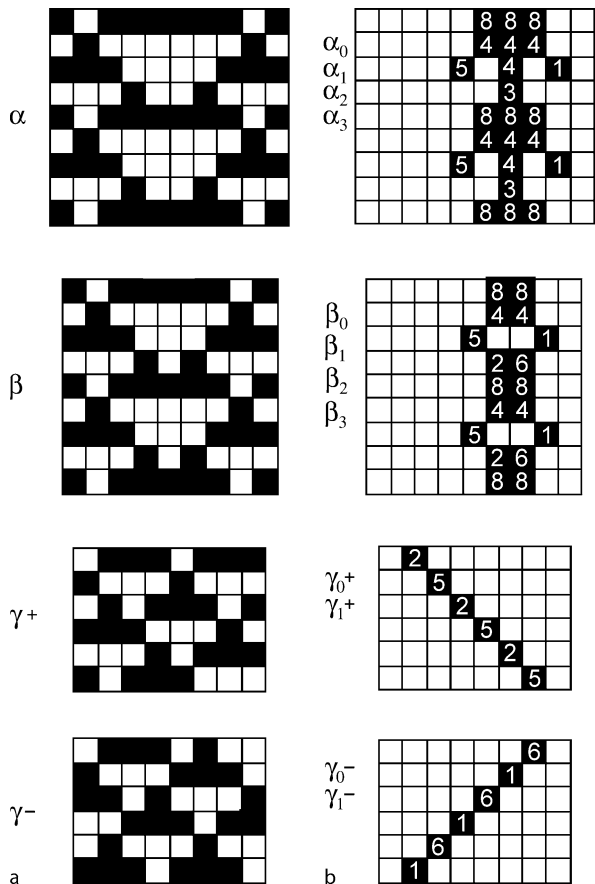 8 8 8
α₀ 4 4 4
α₁ 5 4 1
α₂ 3
α α₃ 8 8 8
4 4 4
5 4 1
3
8 8 8
8 8
β₀ 4 4
β₁ 5 1
2 6
β β₂ 8 8
β₃ 4 4
5 1
2 6
8 8
2
γ₀+ 5
γ+ γ₁+ 2
5
2
5
6
γ₀− 1
γ₁− 6
γ− 1
6
a b 1